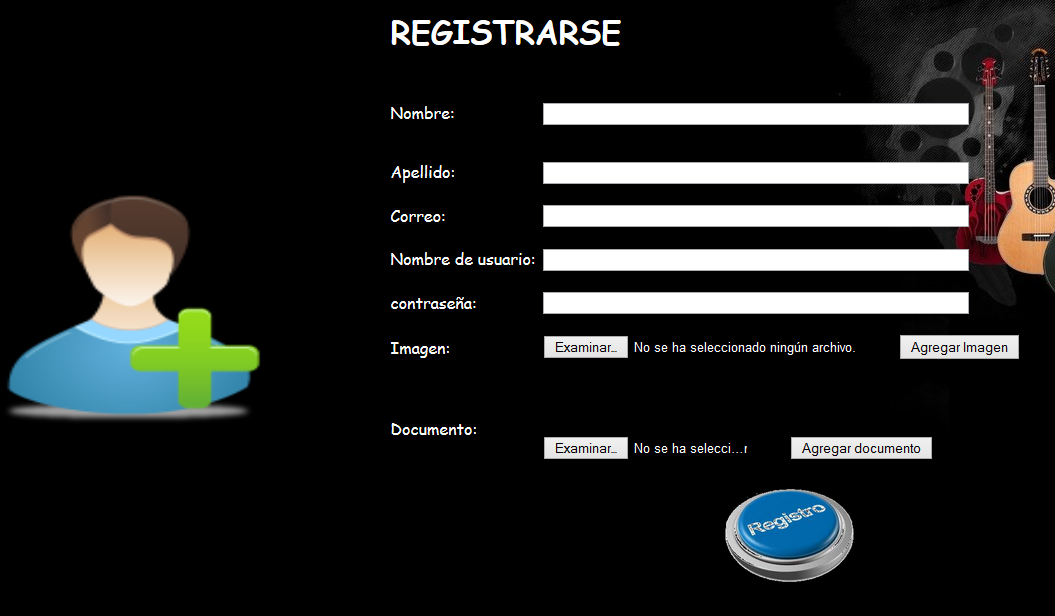 REGISTRARSE
Nombre:
Apellido:
Correo:
Nombre de usuario:
contraseña:
Imagen: Examinar... No se ha seleccionado ningún archivo. Agregar Imagen
Documento:
Examinar... No se ha selecci...r Agregar documento
Registro